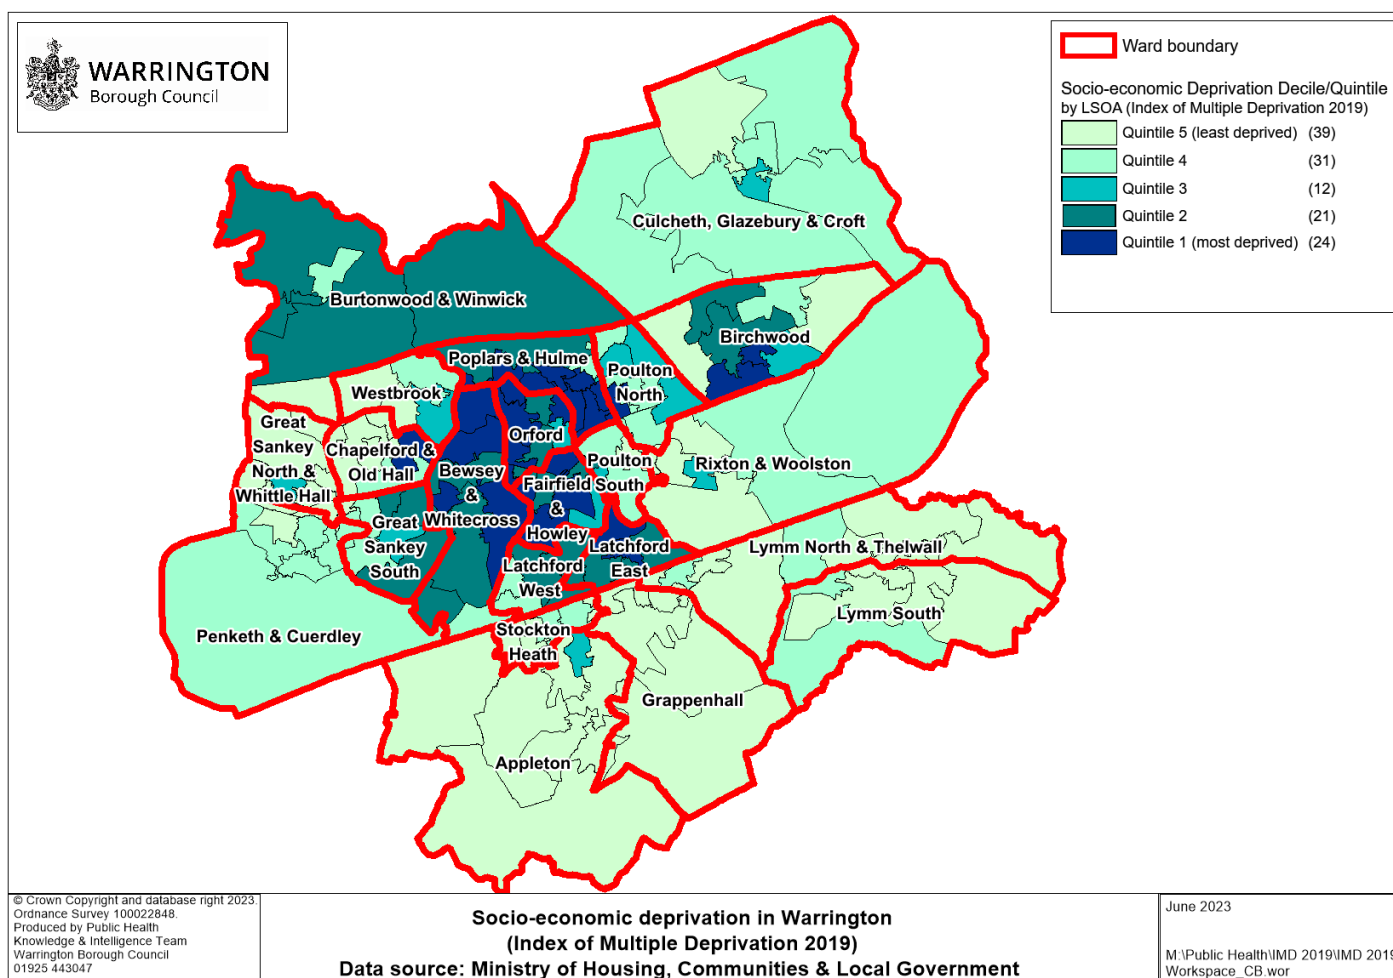 WARRINGTON
Borough Council
Ward boundary
Socio-economic Deprivation Decile/Quintile
by LSOA (Index of Multiple Deprivation 2019)
Quintile 5 (least deprived) (39)
Quintile 4 (31)
Quintile 3 (12)
Quintile 2 (21)
Quintile 1 (most deprived) (24)
Culcheth, Glazebury & Croft
Burtonwood & Winwick
Birchwood
Poplars & Hulme
Poulton
North
Westbrook
Great
Sankey
North &
Whittle Hall
Chapelford &
Old Hall
Orford
Bewsey
&
Whitecross
Poulton
South
Fairfield
&
Howley
Rixton & Woolston
Great
Sankey
South
Latchford
East
Latchford
West
Lymm North & Thelwall
Lymm South
Penketh & Cuerdley
Stockton
Heath
Grappenhall
Appleton
© Crown Copyright and database right 2023.
Ordnance Survey 100022848.
Produced by Public Health
Knowledge & Intelligence Team
Warrington Borough Council
01925 443047
Socio-economic deprivation in Warrington
(Index of Multiple Deprivation 2019)
Data source: Ministry of Housing, Communities & Local Government
June 2023
M:\Public Health\IMD 2019\IMD 2019
Workspace_CB.wor